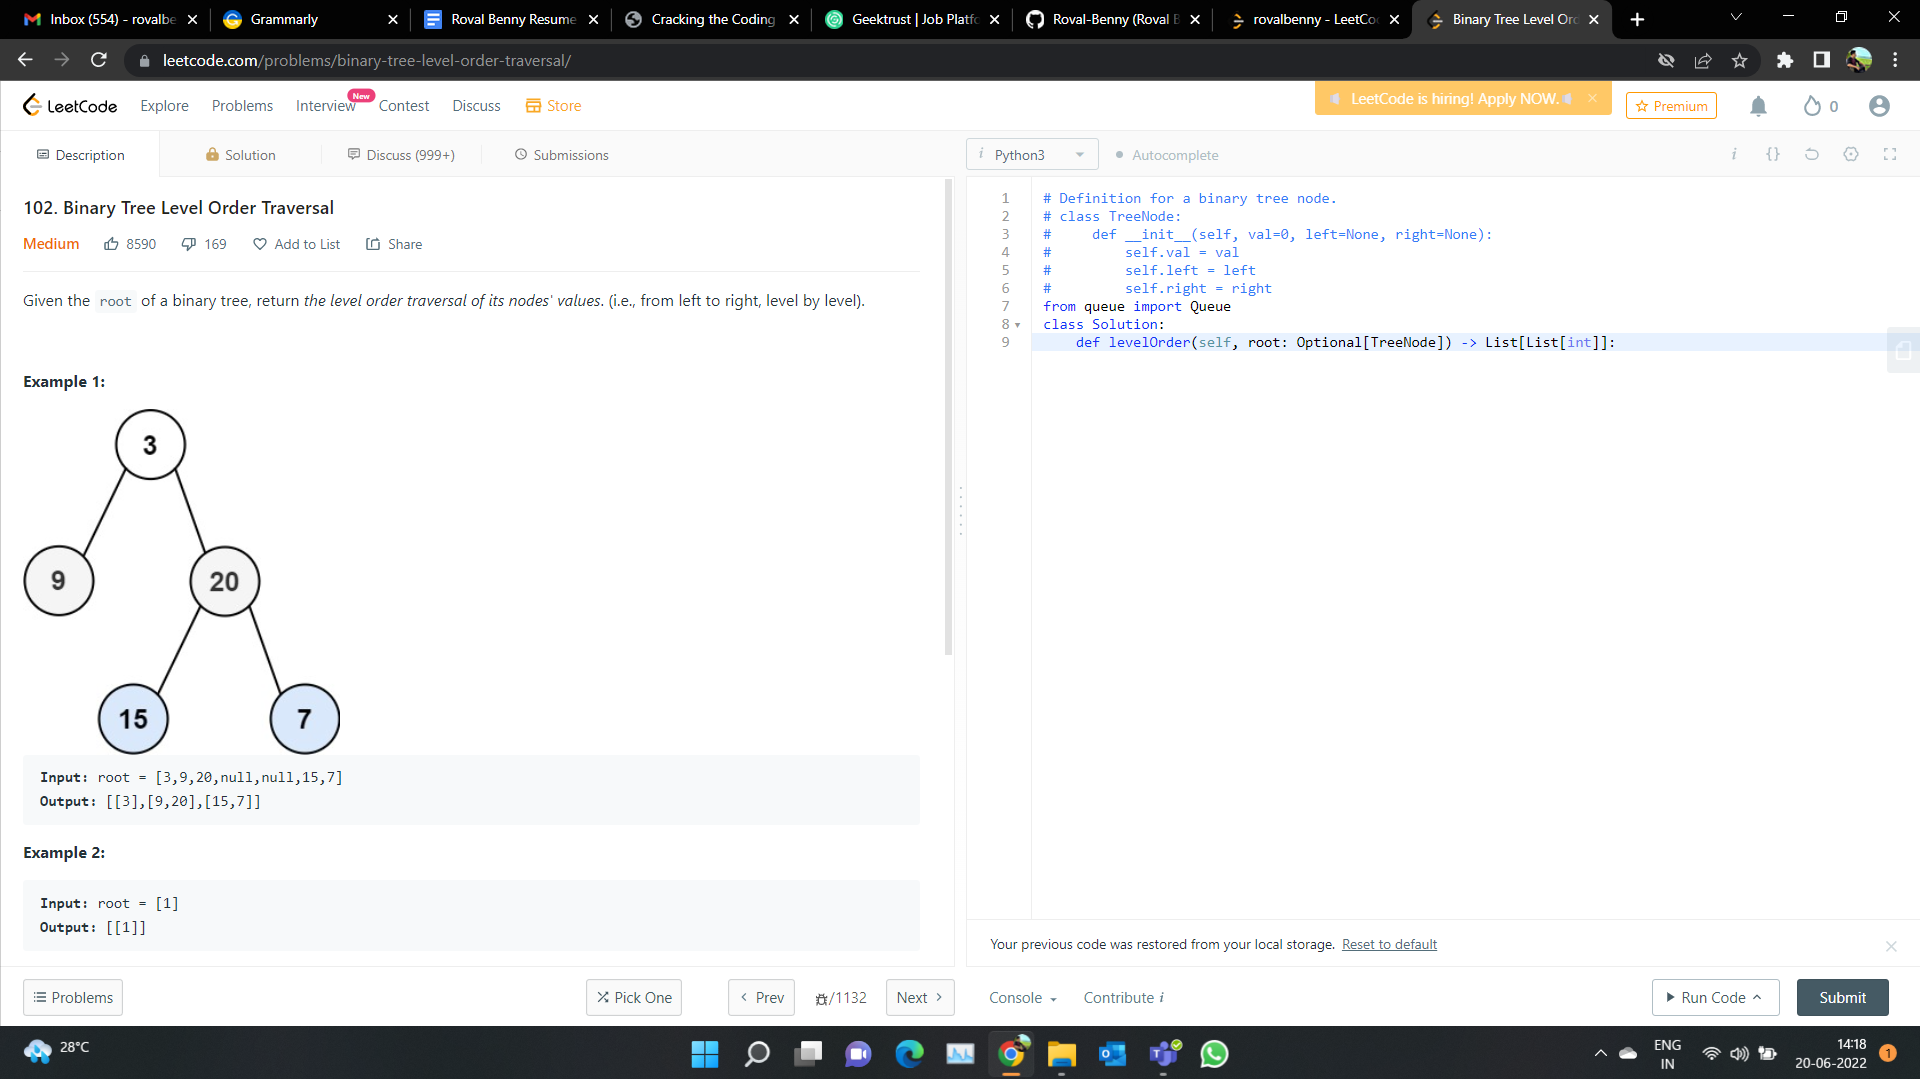 Inbox (554) - rovalbe
Grammarly
Roval Benny Resume
Cracking the Coding
Geektrust | Job Platfo
Roval-Benny (Roval B
rovalbenny - LeetCo
Binary Tree Level Or
leetcode.com/problems/binary-tree-level-order-traversal/
LeetCode
Explore
Problems
Interview
New
Contest
Discuss
Store
LeetCode is hiring! Apply NOW.
Premium
0
Description
Solution
Discuss (999+)
Submissions
i Python3
Autocomplete
i {}
102. Binary Tree Level Order Traversal
Medium 8590 169 Add to List Share
Given the root of a binary tree, return the level order traversal of its nodes' values. (i.e., from left to right, level by level).
Example 1:
3
9
20
15
7
Input: root = [3,9,20,null,null,15,7]
Output: [[3],[9,20],[15,7]]
Example 2:
Input: root = [1]
Output: [[1]]
1 # Definition for a binary tree node.
2 # class TreeNode:
3 #     def __init__(self, val=0, left=None, right=None):
4 #         self.val = val
5 #         self.left = left
6 #         self.right = right
7 from queue import Queue
8 class Solution:
9     def levelOrder(self, root: Optional[TreeNode]) -> List[List[int]]:
Your previous code was restored from your local storage. Reset to default
Problems
Pick One
Prev
/1132
Next
Console
Contribute i
Run Code
Submit
28°C
ENG
IN
14:18
20-06-2022
1